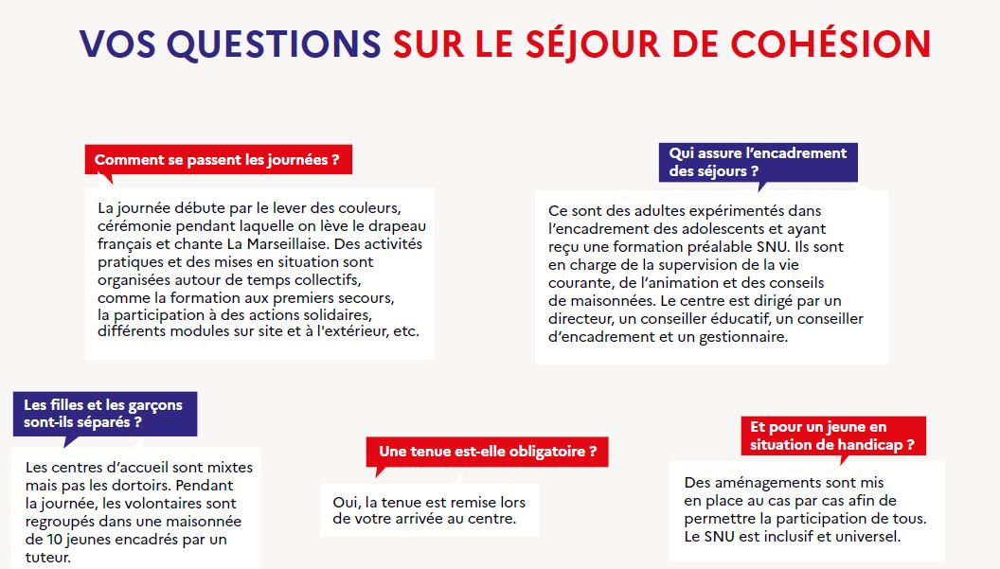 VOS QUESTIONS SUR LE SÉJOUR DE COHÉSION
Comment se passent les journées ?
La journée débute par le lever des couleurs,
cérémonie pendant laquelle on lève le drapeau
français et chante La Marseillaise. Des activités
pratiques et des mises en situation sont
organisées autour de temps collectifs,
comme la formation aux premiers secours,
la participation à des actions solidaires,
différents modules sur site et à l'extérieur, etc.
Qui assure l’encadrement
des séjours ?
Ce sont des adultes expérimentés dans
l’encadrement des adolescents et ayant
reçu une formation préalable SNU. Ils sont
en charge de la supervision de la vie
courante, de l’animation et des conseils
de maisonnées. Le centre est dirigé par un
directeur, un conseiller éducatif, un conseiller
d’encadrement et un gestionnaire.
Les filles et les garçons
sont-ils séparés ?
Les centres d’accueil sont mixtes
mais pas les dortoirs. Pendant
la journée, les volontaires sont
regroupés dans une maisonnée
de 10 jeunes encadrés par un
tuteur.
Une tenue est-elle obligatoire ?
Oui, la tenue est remise lors
de votre arrivée au centre.
Et pour un jeune en
situation de handicap ?
Des aménagements sont mis
en place au cas par cas afin de
permettre la participation de tous.
Le SNU est inclusif et universel.